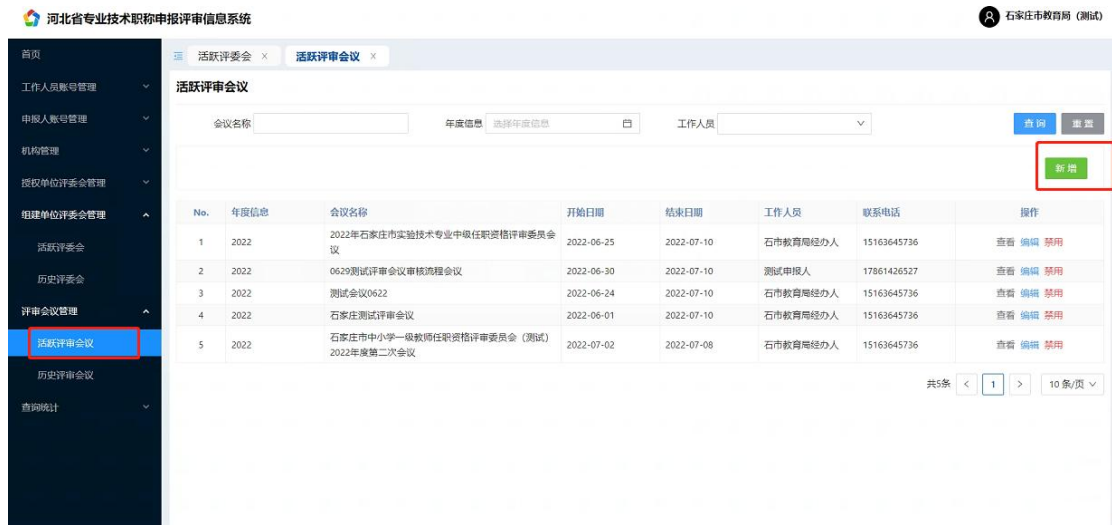 河北省专业技术职称申报评审信息系统
石家庄市教育局（测试）
首页
工作人员账号管理
申报人账号管理
机构管理
授权单位评委会管理
组建单位评委会管理
活跃评委会
历史评委会
评审会议管理
活跃评审会议
历史评审会议
查询统计
活跃评委会 × 活跃评审会议 ×
活跃评审会议
会议名称 年度信息 选择年度信息 工作人员 查询 重置
新增
No. 年度信息 会议名称 开始日期 结束日期 工作人员 联系电话 操作
1 2022 2022年石家庄市实验技术专业中级任职资格评审委员会 2022-06-25 2022-07-10 石市教育局经办人 15163645736 查看 编辑 禁用
议
2 2022 0629测试评审会议审核流程会议 2022-06-30 2022-07-10 测试申报人 17861426527 查看 编辑 禁用
3 2022 测试会议0622 2022-06-24 2022-07-10 石市教育局经办人 15163645736 查看 编辑 禁用
4 2022 石家庄测试评审会议 2022-06-01 2022-07-10 石市教育局经办人 15163645736 查看 编辑 禁用
5 2022 石家庄市中小学一级教师任职资格评审委员会（测试） 2022-07-02 2022-07-08 石市教育局经办人 15163645736 查看 编辑 禁用
2022年度第二次会议
共5条 < 1 > 10 条/页